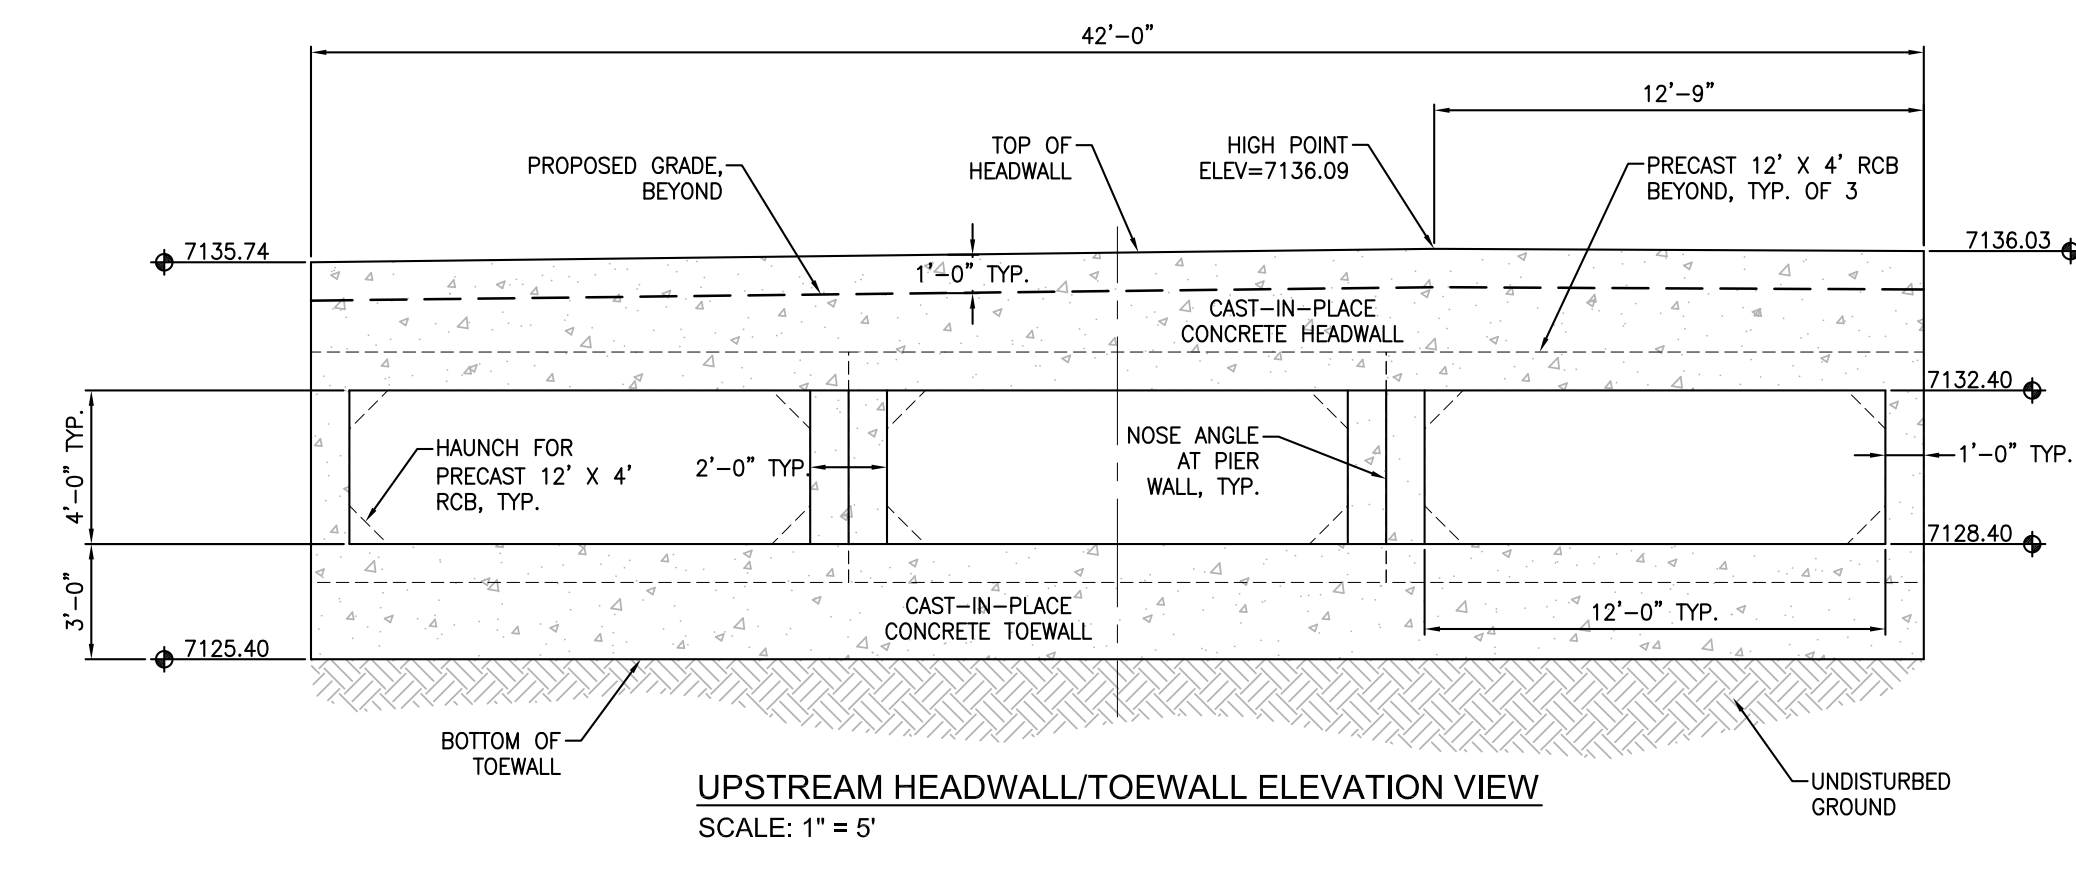 42'-0"
12'-9"
TOP OF
HEADWALL
HIGH POINT
ELEV=7136.09
PROPOSED GRADE,
BEYOND
PRECAST 12' X 4' RCB
BEYOND, TYP. OF 3
7135.74
7136.03
1'-0" TYP.
CAST-IN-PLACE
CONCRETE HEADWALL
7132.40
4'-0" TYP.
HAUNCH FOR
PRECAST 12' X 4'
RCB, TYP.
2'-0" TYP.
NOSE ANGLE
AT PIER
WALL, TYP.
1'-0" TYP.
7128.40
3'-0"
CAST-IN-PLACE
CONCRETE TOEWALL
12'-0" TYP.
7125.40
BOTTOM OF
TOEWALL
UNDISTURBED
GROUND
UPSTREAM HEADWALL/TOEWALL ELEVATION VIEW
SCALE: 1" = 5'